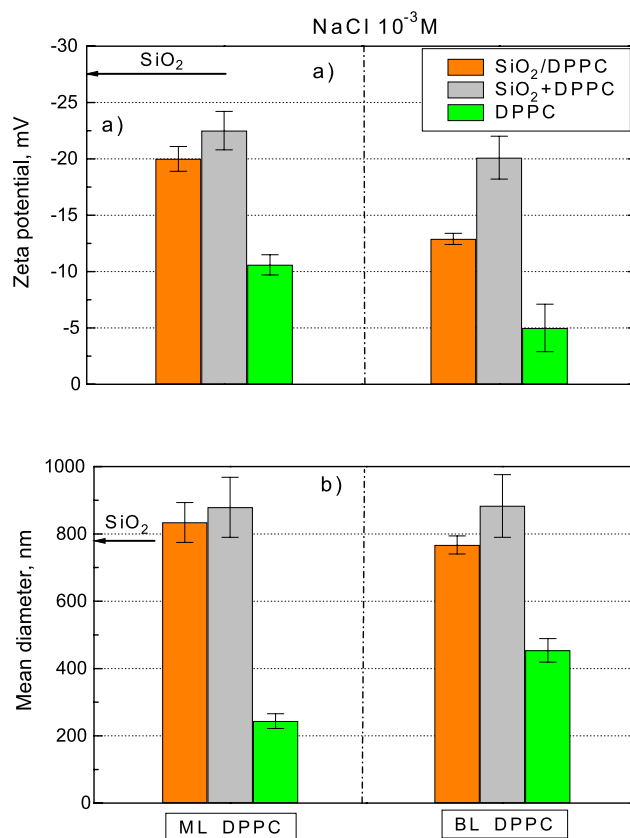 NaCl 10⁻³M
-30
SiO₂
a)
SiO₂/DPPC
SiO₂+DPPC
DPPC
-25
a)
-20
-15
-10
-5
0
Zeta potential, mV
1000
b)
SiO₂
800
600
400
200
0
Mean diameter, nm
ML DPPC
BL DPPC